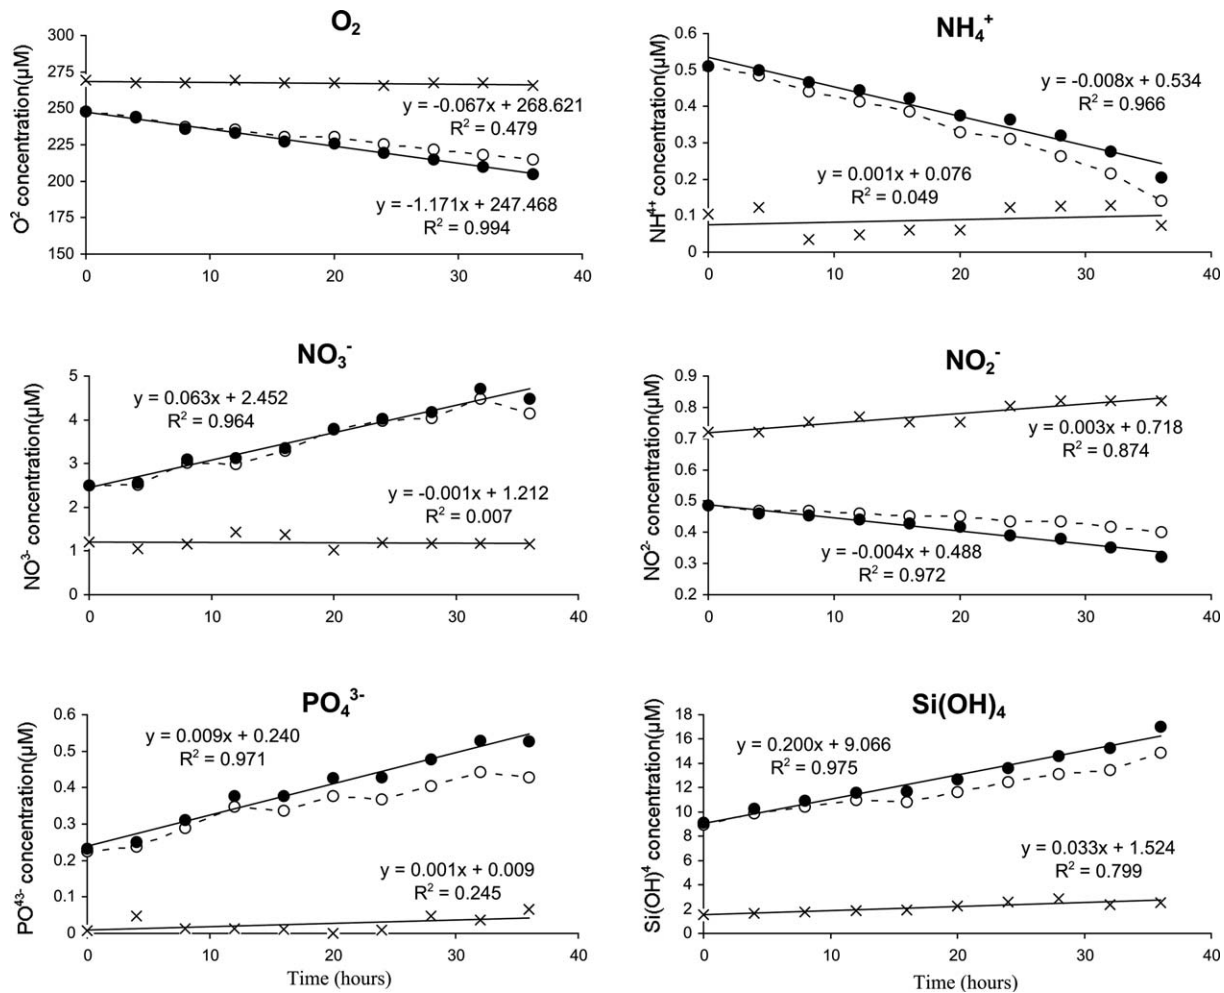 O₂
300
275
250
225
200
175
150
O² concentration(µM)
y = -0.067x + 268.621
R² = 0.479
y = -1.171x + 247.468
R² = 0.994
0 10 20 30 40
NH₄⁺
0.6
0.5
0.4
0.3
0.2
0.1
0
NH⁴⁺ concentration(µM)
y = -0.008x + 0.534
R² = 0.966
y = 0.001x + 0.076
R² = 0.049
0 10 20 30 40
NO₃⁻
5
4
3
2
1
0
NO³⁻ concentration(µM)
y = 0.063x + 2.452
R² = 0.964
y = -0.001x + 1.212
R² = 0.007
0 10 20 30 40
NO₂⁻
0.9
0.8
0.7
0.6
0.5
0.4
0.3
0.2
NO²⁻ concentration(µM)
y = 0.003x + 0.718
R² = 0.874
y = -0.004x + 0.488
R² = 0.972
0 10 20 30 40
PO₄³⁻
0.6
0.5
0.4
0.3
0.2
0.1
0
PO⁴³⁻ concentration(µM)
y = 0.009x + 0.240
R² = 0.971
y = 0.001x + 0.009
R² = 0.245
0 10 20 30 40
Time (hours)
Si(OH)₄
18
16
14
12
10
8
6
4
2
0
Si(OH)⁴ concentration(µM)
y = 0.200x + 9.066
R² = 0.975
y = 0.033x + 1.524
R² = 0.799
0 10 20 30 40
Time (hours)